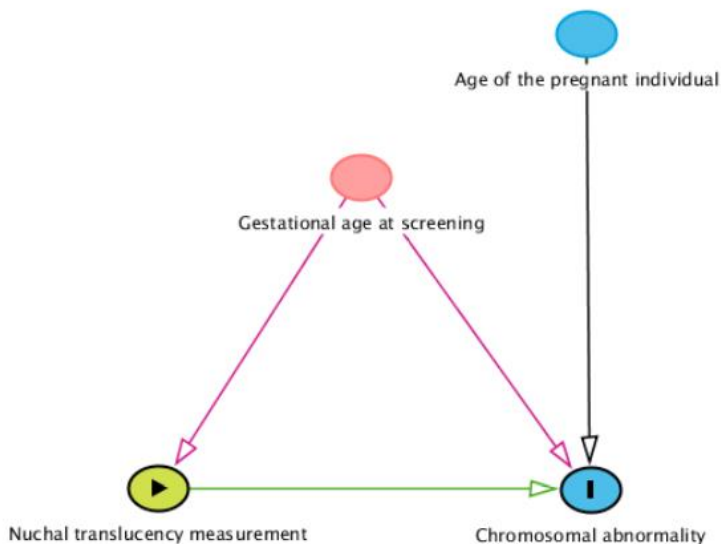 Age of the pregnant individual
Gestational age at screening
Nuchal translucency measurement
Chromosomal abnormality